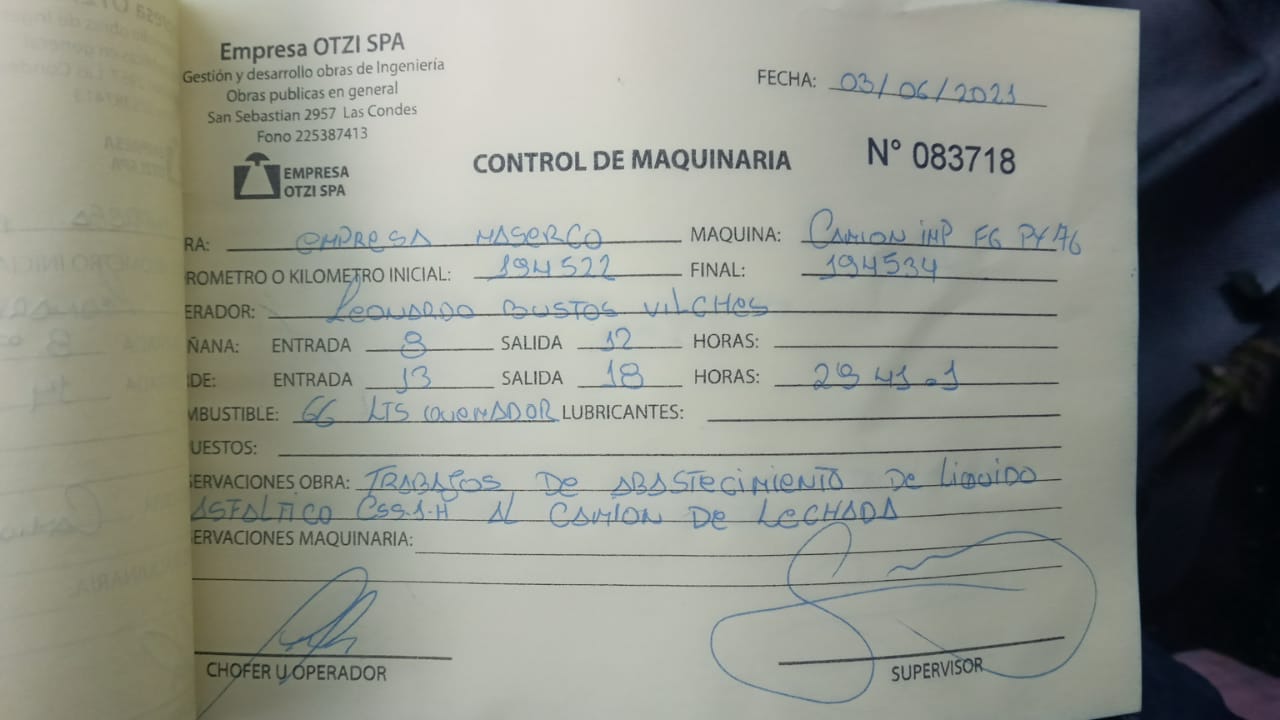 Empresa OTZI SPA
Gestión y desarrollo obras de Ingeniería
Obras publicas en general
San Sebastian 2957 Las Condes
Fono 225387413
FECHA: 03/06/2021
EMPRESA
OTZI SPA
CONTROL DE MAQUINARIA
N° 083718
RA: EMPRESA MASERCO MAQUINA: CAMION IMP FG PY 76
ROMETRO O KILOMETRO INICIAL: 194522 FINAL: 194534
ERADOR: LEONARDO BUSTOS VILCHES
ÑANA: ENTRADA 8 SALIDA 12 HORAS:
DE: ENTRADA 13 SALIDA 18 HORAS: 2941.1
MBUSTIBLE: 66 LTS QUEMADOR LUBRICANTES:
UESTOS:
SERVACIONES OBRA: TRABAJOS DE ABASTECIMIENTO DE LIQUIDO
ASFALTICO CSS.1-H AL CAMION DE LECHADA
SERVACIONES MAQUINARIA:
CHOFER U OPERADOR
SUPERVISOR